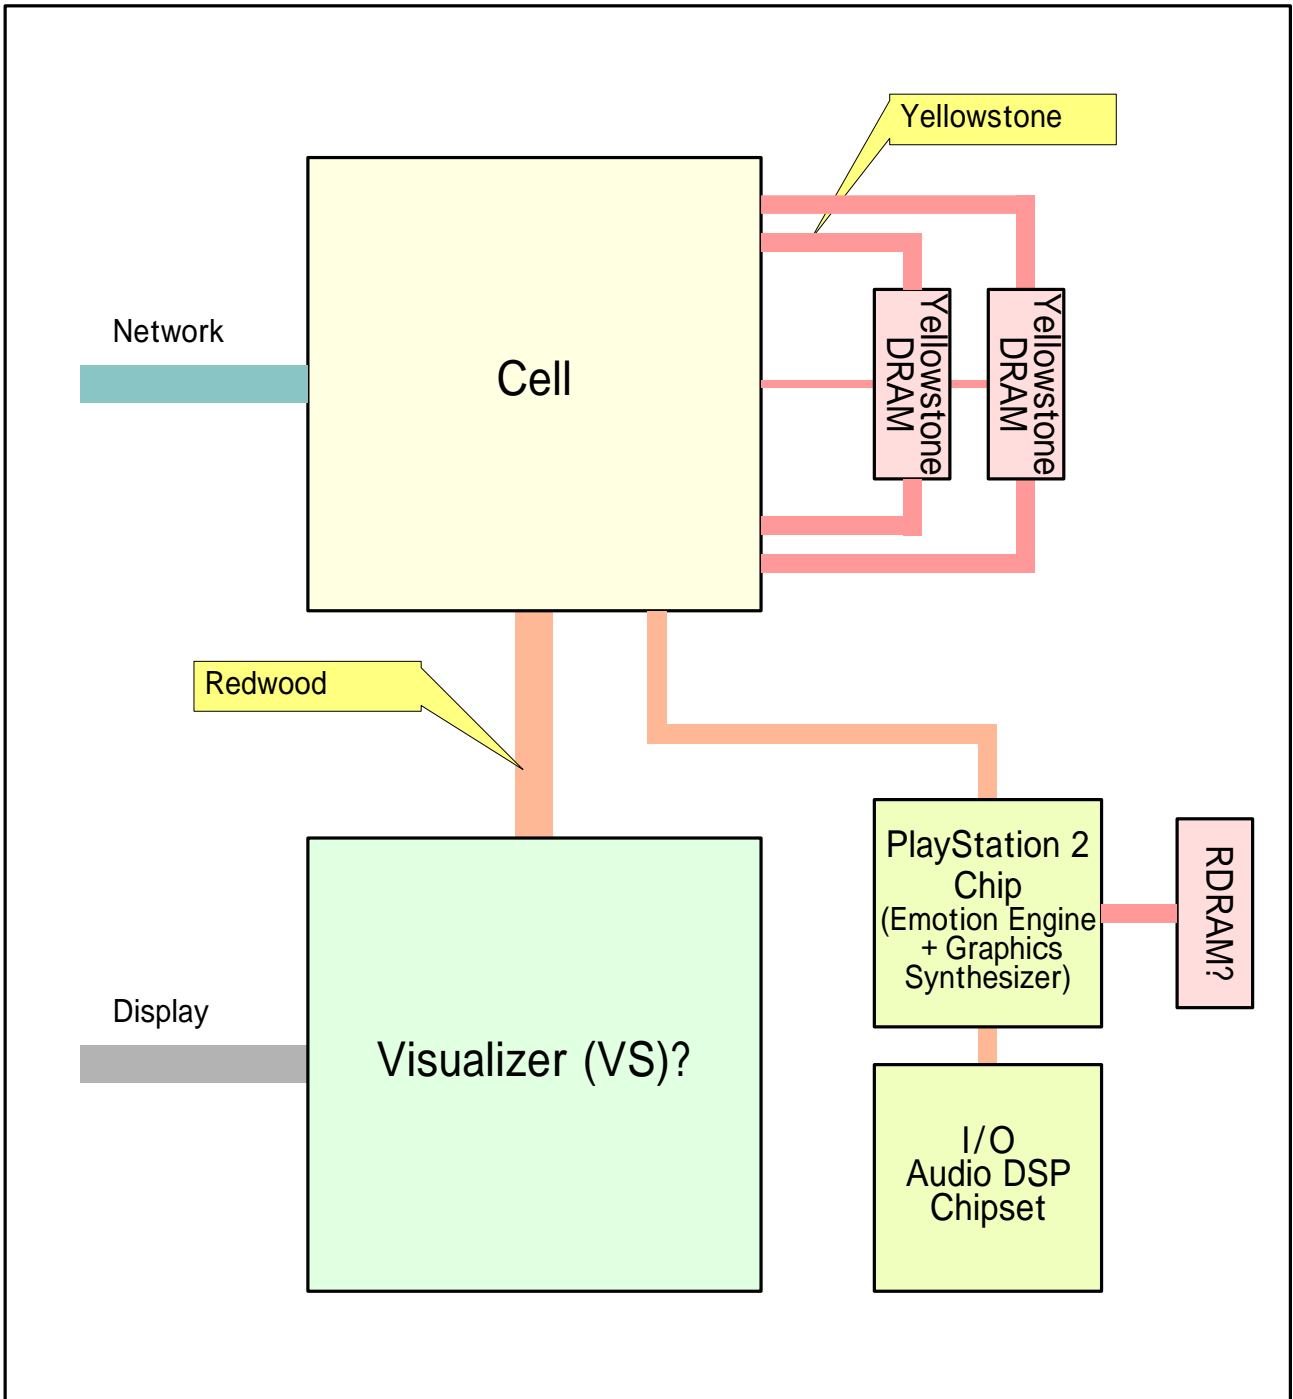 Yellowstone
Network
Cell
Yellowstone
DRAM
Yellowstone
DRAM
Redwood
PlayStation 2
Chip
(Emotion Engine
+ Graphics
Synthesizer)
RDRAM?
Display
Visualizer (VS)?
I/O
Audio DSP
Chipset